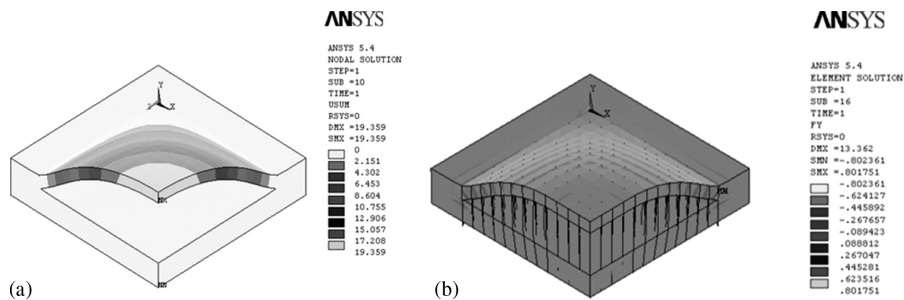 ANSYS
ANSYS 5.4
NODAL SOLUTION
STEP=1
SUB =10
TIME=1
USUM
RSYS=0
DMX =19.359
SMX =19.359
0
2.151
4.302
6.453
8.604
10.755
12.906
15.057
17.208
19.359
Y
Z X
MX
MN
(a)
ANSYS
ANSYS 5.4
ELEMENT SOLUTION
STEP=1
SUB =16
TIME=1
FY
RSYS=0
DMX =13.362
SMN =-.802361
SMX =.801751
-.802361
-.624127
-.445892
-.267657
-.089423
.088812
.267047
.445281
.623516
.801751
Y
X
MN
(b)